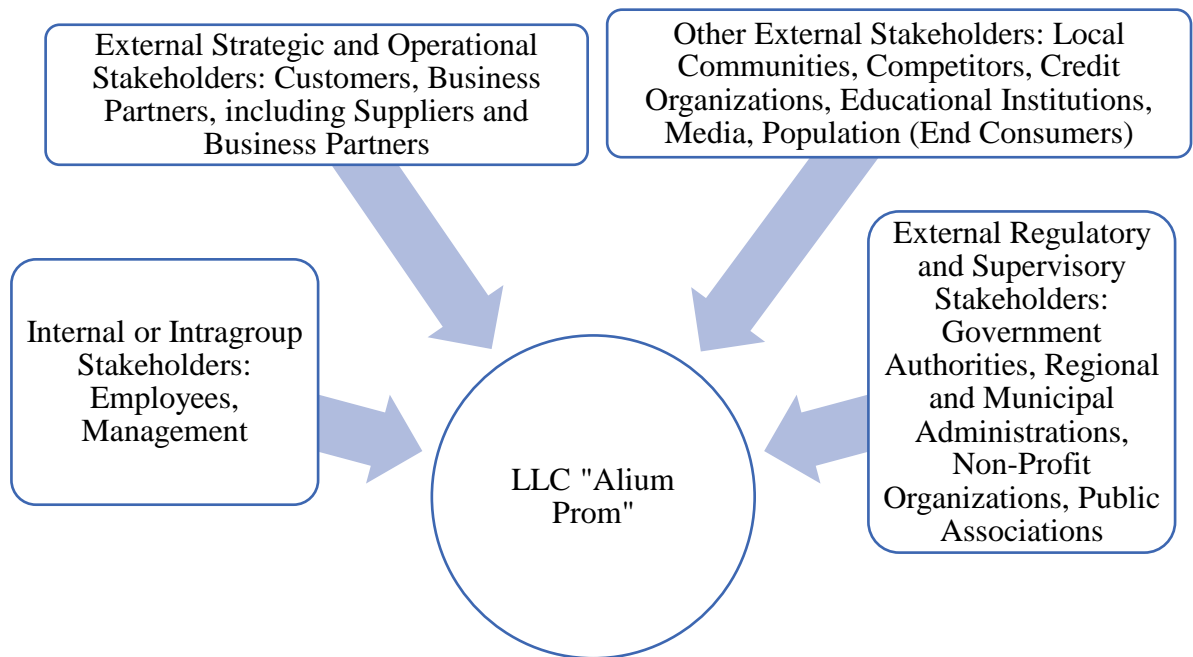 External Strategic and Operational
Stakeholders: Customers, Business
Partners, including Suppliers and
Business Partners
Other External Stakeholders: Local
Communities, Competitors, Credit
Organizations, Educational Institutions,
Media, Population (End Consumers)
Internal or Intragroup
Stakeholders:
Employees,
Management
External Regulatory
and Supervisory
Stakeholders:
Government
Authorities, Regional
and Municipal
Administrations,
Non-Profit
Organizations, Public
Associations
LLC "Alium
Prom"